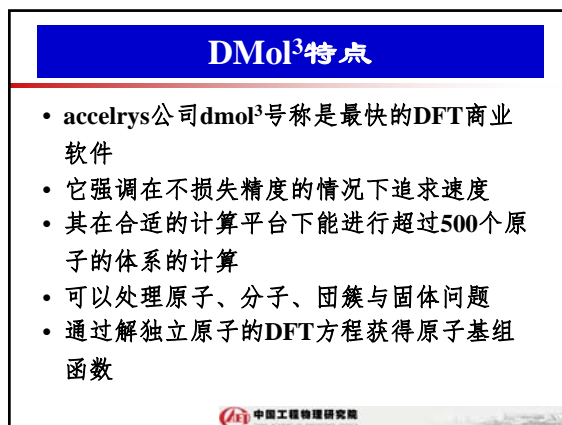 DMol³特点
• accelrys公司dmol³号称是最快的DFT商业
软件
• 它强调在不损失精度的情况下追求速度
• 其在合适的计算平台下能进行超过500个原
子的体系的计算
• 可以处理原子、分子、团簇与固体问题
• 通过解独立原子的DFT方程获得原子基组
函数
中国工程物理研究院